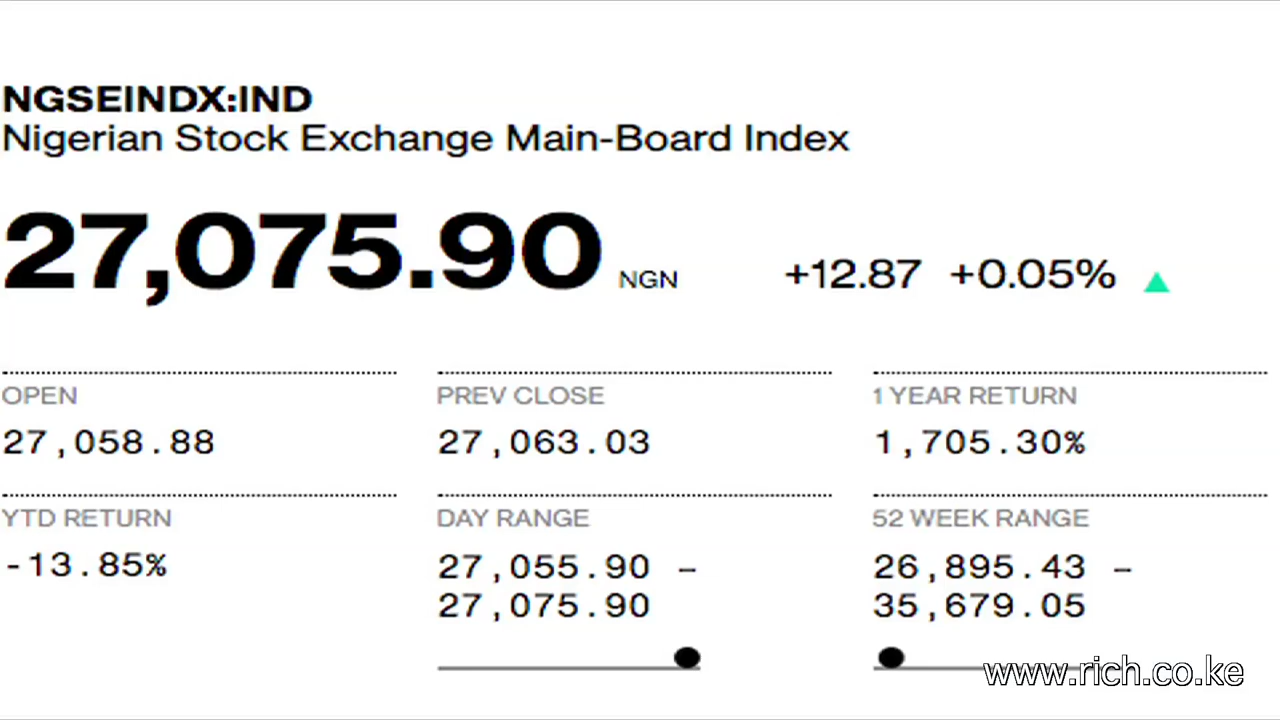 NGSEINDX:IND
Nigerian Stock Exchange Main-Board Index
27,075.90 NGN +12.87 +0.05%
OPEN PREV CLOSE 1 YEAR RETURN
27,058.88 27,063.03 1,705.30%
YTD RETURN DAY RANGE 52 WEEK RANGE
-13.85% 27,055.90 – 26,895.43 –
27,075.90 35,679.05
www.rich.co.ke